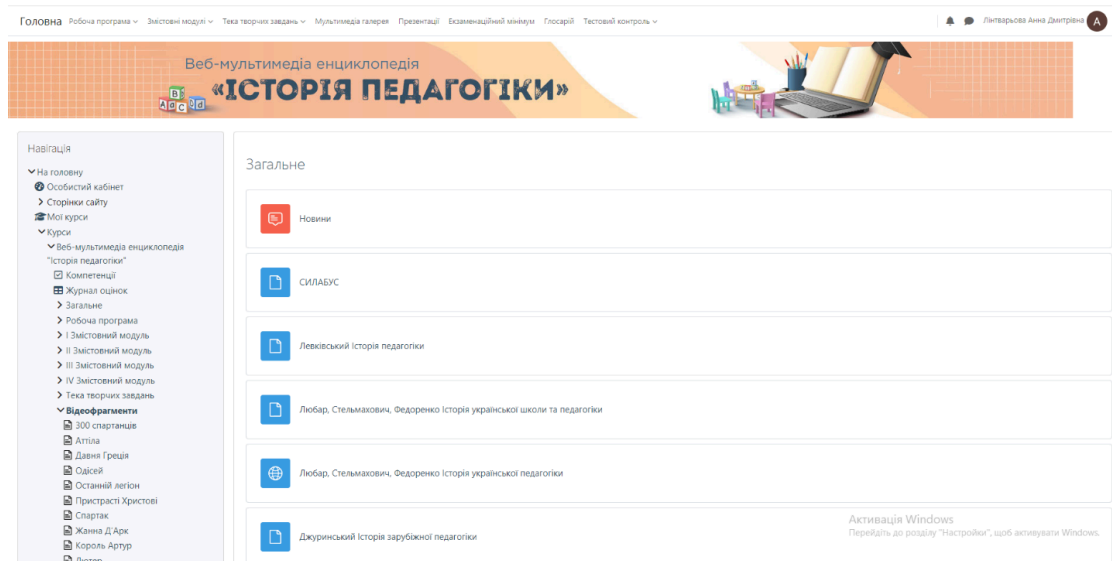 Головна Робоча програма Змістовні модулі Тека творчих завдань Мультимедіа галерея Презентації Екзаменаційний мінімум Глосарій Тестовий контроль Лінтварьова Анна Дмитрівна А
Веб-мультимедіа енциклопедія
«ІСТОРІЯ ПЕДАГОГІКИ»
Навігація
На головну
Особистий кабінет
Сторінки сайту
Мої курси
Курси
Веб-мультимедіа енциклопедія
"Історія педагогіки"
Компетенції
Журнал оцінок
Загальне
Робоча програма
І Змістовний модуль
ІІ Змістовний модуль
ІІІ Змістовний модуль
IV Змістовний модуль
Тека творчих завдань
Відеофрагменти
300 спартанців
Аттіла
Давня Греція
Одісей
Останній легіон
Пристрасті Христові
Спартак
Жанна Д'Арк
Король Артур
Лютер
Загальне
Новини
СИЛАБУС
Левківський Історія педагогіки
Любар, Стельмахович, Федоренко Історія української школи та педагогіки
Любар, Стельмахович, Федоренко Історія української педагогіки
Джуринський Історія зарубіжної педагогіки
Активація Windows
Перейдіть до розділу "Настройки", щоб активувати Windows.